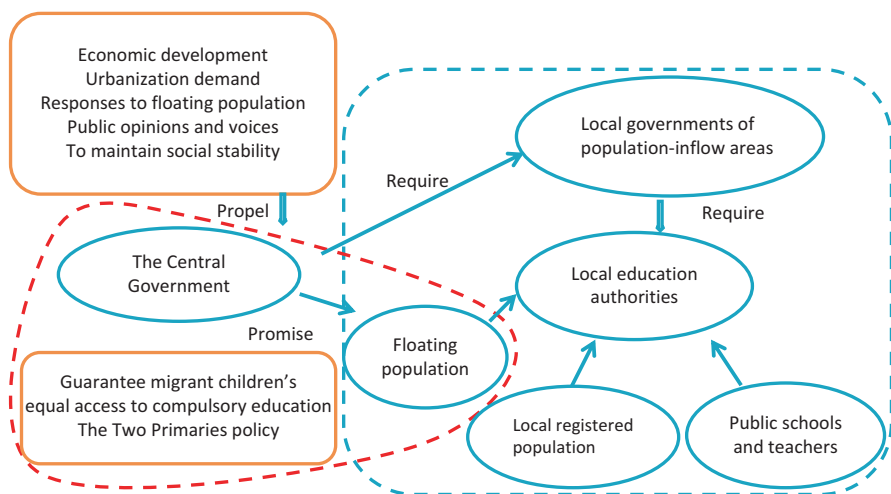 Economic development
Urbanization demand
Responses to floating population
Public opinions and voices
To maintain social stability
Propel
Require
Local governments of
population-inflow areas
Require
The Central
Government
Local education
authorities
Promise
Floating
population
Guarantee migrant children’s
equal access to compulsory education
The Two Primaries policy
Local registered
population
Public schools
and teachers